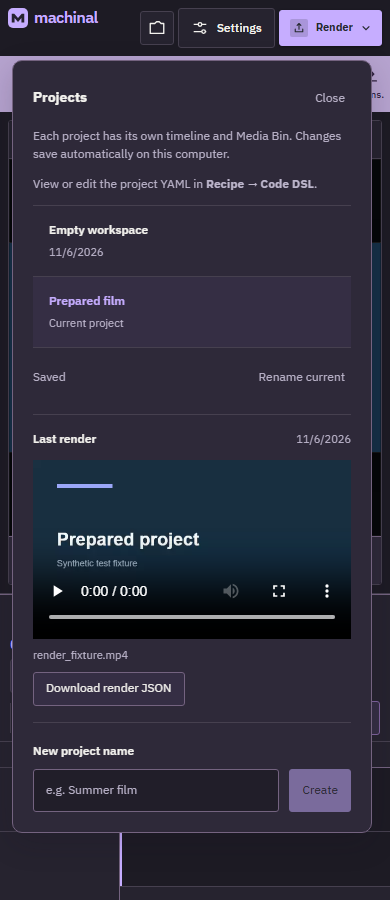 machinal
Settings
Render
ns.
Projects
Close
Each project has its own timeline and Media Bin. Changes
save automatically on this computer.
View or edit the project YAML in Recipe → Code DSL.
Empty workspace
11/6/2026
Prepared film
Current project
Saved
Rename current
Last render
11/6/2026
Prepared project
Synthetic test fixture
0:00 / 0:00
render_fixture.mp4
Download render JSON
New project name
e.g. Summer film
Create